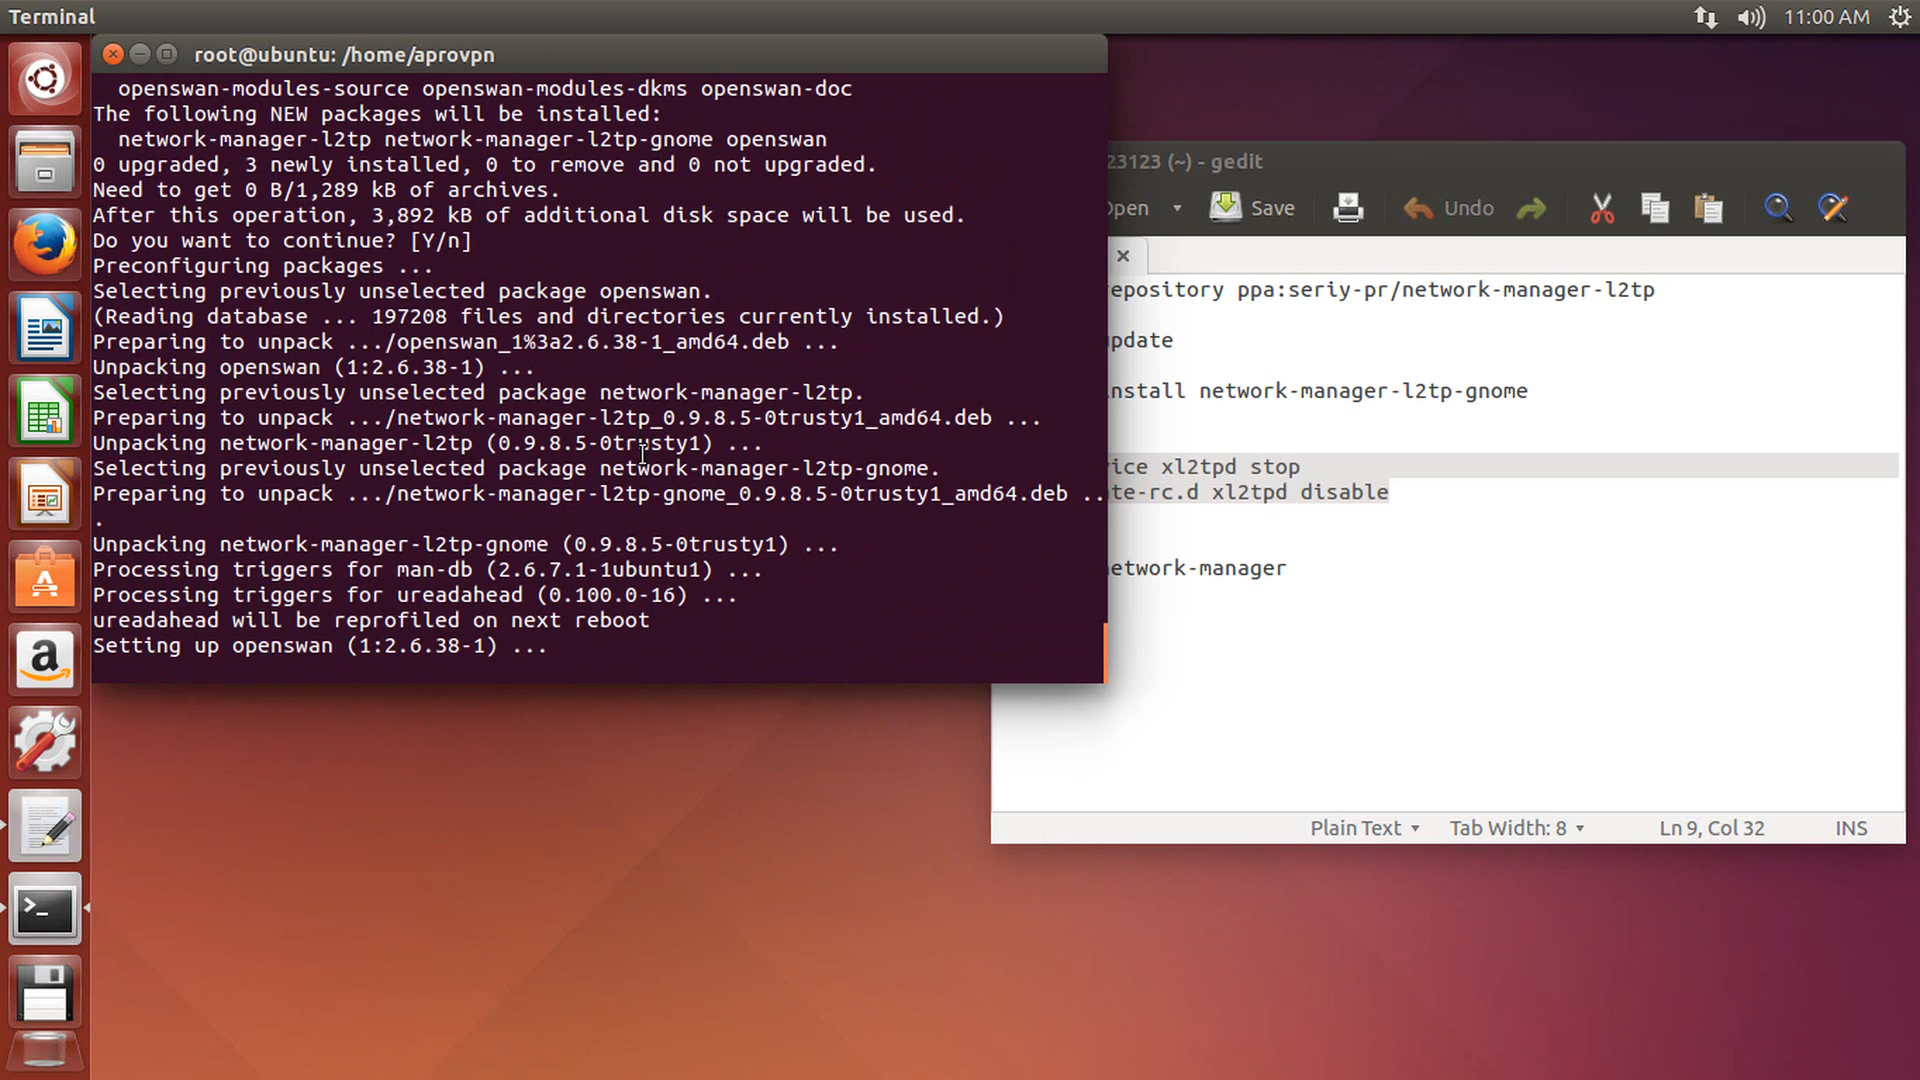 Terminal
11:00 AM
root@ubuntu: /home/aprovpn
openswan-modules-source openswan-modules-dkms openswan-doc
The following NEW packages will be installed:
network-manager-l2tp network-manager-l2tp-gnome openswan
0 upgraded, 3 newly installed, 0 to remove and 0 not upgraded.
Need to get 0 B/1,289 kB of archives.
After this operation, 3,892 kB of additional disk space will be used.
Do you want to continue? [Y/n]
Preconfiguring packages ...
Selecting previously unselected package openswan.
(Reading database ... 197208 files and directories currently installed.)
Preparing to unpack .../openswan_1%3a2.6.38-1_amd64.deb ...
Unpacking openswan (1:2.6.38-1) ...
Selecting previously unselected package network-manager-l2tp.
Preparing to unpack .../network-manager-l2tp_0.9.8.5-0trusty1_amd64.deb ...
Unpacking network-manager-l2tp (0.9.8.5-0trusty1) ...
Selecting previously unselected package network-manager-l2tp-gnome.
Preparing to unpack .../network-manager-l2tp-gnome_0.9.8.5-0trusty1_amd64.deb ..
.
Unpacking network-manager-l2tp-gnome (0.9.8.5-0trusty1) ...
Processing triggers for man-db (2.6.7.1-1ubuntu1) ...
Processing triggers for ureadahead (0.100.0-16) ...
ureadahead will be reprofiled on next reboot
Setting up openswan (1:2.6.38-1) ...
23123 (~) - gedit
Open Save Undo
epository ppa:seriy-pr/network-manager-l2tp
pdate
nstall network-manager-l2tp-gnome
ice xl2tpd stop
te-rc.d xl2tpd disable
etwork-manager
Plain Text Tab Width: 8 Ln 9, Col 32 INS